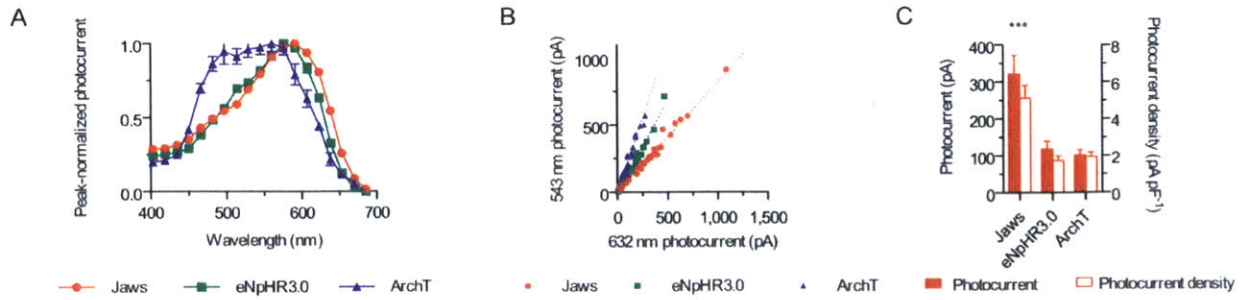 A
Peak-normalized photocurrent
1.0
0.5
0.0
400 500 600 700
Wavelength (nm)
Jaws eNpHR3.0 ArchT
B
543 nm photocurrent (pA)
1000
500
0
0 500 1,000 1,500
632 nm photocurrent (pA)
Jaws eNpHR3.0 ArchT
C
***
Photocurrent (pA)
400
300
200
100
0
8
6
4
2
0
Photocurrent density (pA pF⁻¹)
Jaws
eNpHR3.0
ArchT
Photocurrent Photocurrent density